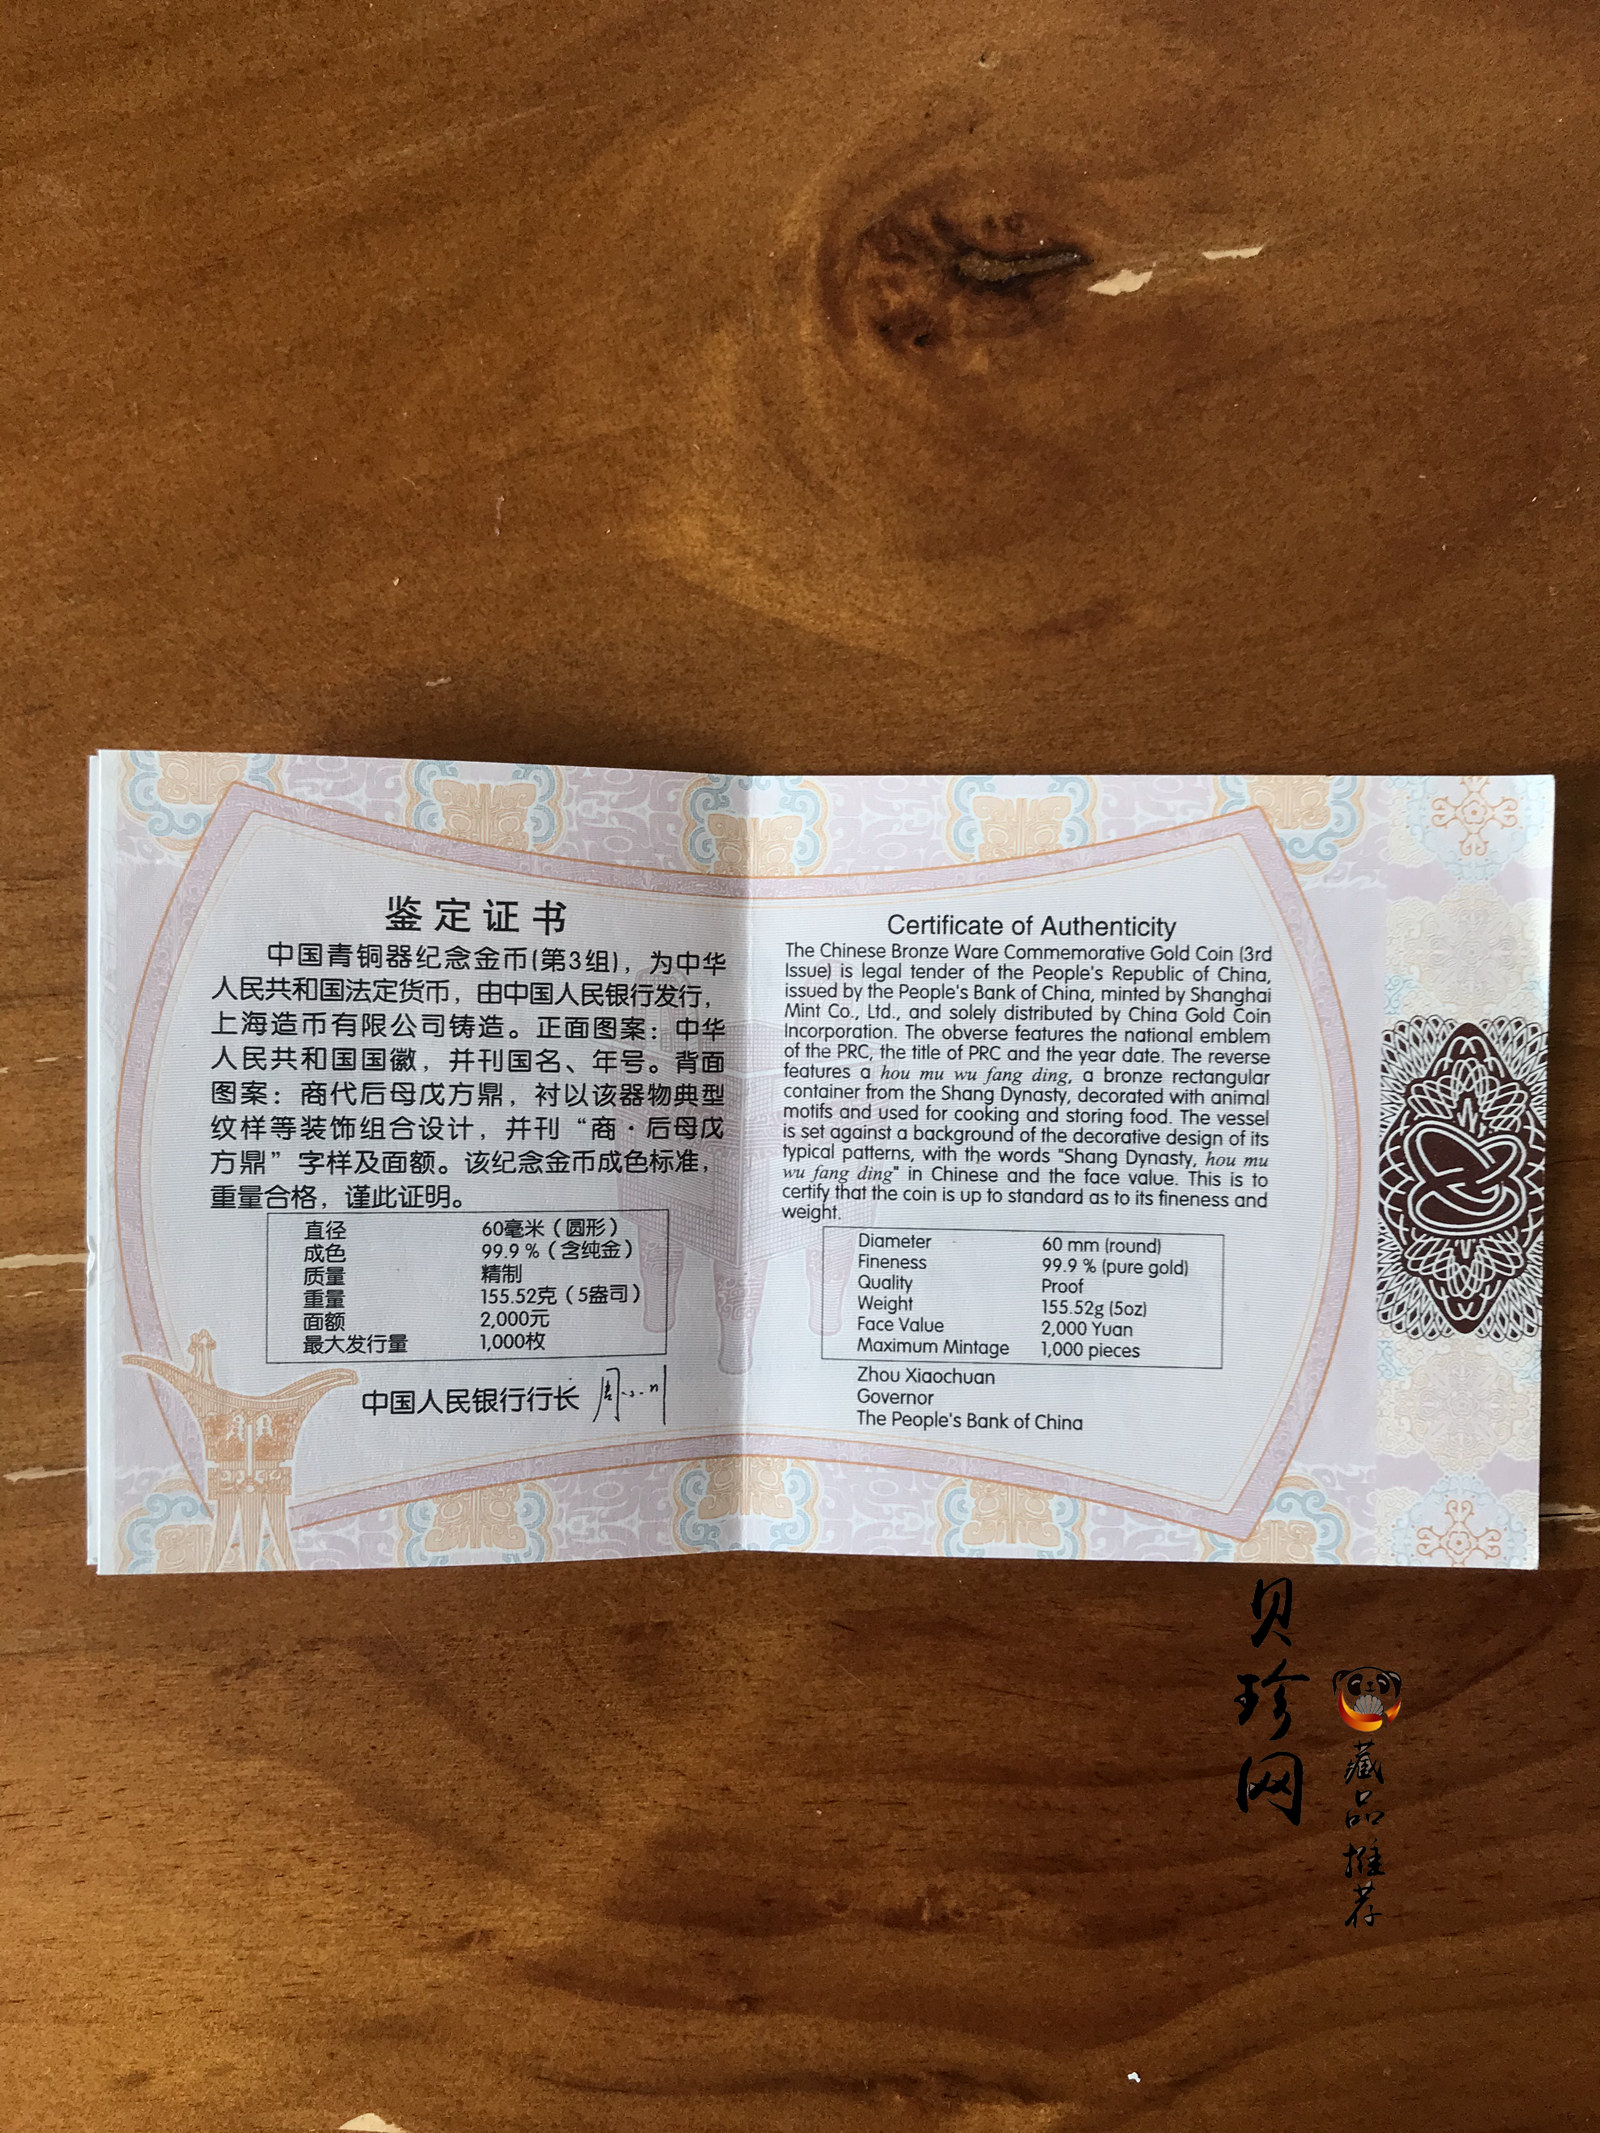 鉴定证书
中国青铜器纪念金币(第3组)，为中华
人民共和国法定货币，由中国人民银行发行，
上海造币有限公司铸造。正面图案：中华
人民共和国国徽，并刊国名、年号。背面
图案：商代后母戊方鼎，衬以该器物典型
纹样等装饰组合设计，并刊“商·后母戊
方鼎”字样及面额。该纪念金币成色标准，
重量合格，谨此证明。
直径 60毫米（圆形）
成色 99.9％（含纯金）
质量 精制
重量 155.52克（5盎司）
面额 2,000元
最大发行量 1,000枚
中国人民银行行长 周小川
Certificate of Authenticity
The Chinese Bronze Ware Commemorative Gold Coin (3rd
Issue) is legal tender of the People's Republic of China,
issued by the People's Bank of China, minted by Shanghai
Mint Co., Ltd., and solely distributed by China Gold Coin
Incorporation. The obverse features the national emblem
of the PRC, the title of PRC and the year date. The reverse
features a hou mu wu fang ding, a bronze rectangular
container from the Shang Dynasty, decorated with animal
motifs and used for cooking and storing food. The vessel
is set against a background of the decorative design of its
typical patterns, with the words "Shang Dynasty, hou mu
wu fang ding" in Chinese and the face value. This is to
certify that the coin is up to standard as to its fineness and
weight.
Diameter 60 mm (round)
Fineness 99.9 % (pure gold)
Quality Proof
Weight 155.52g (5oz)
Face Value 2,000 Yuan
Maximum Mintage 1,000 pieces
Zhou Xiaochuan
Governor
The People's Bank of China
贝珍网
藏品推荐